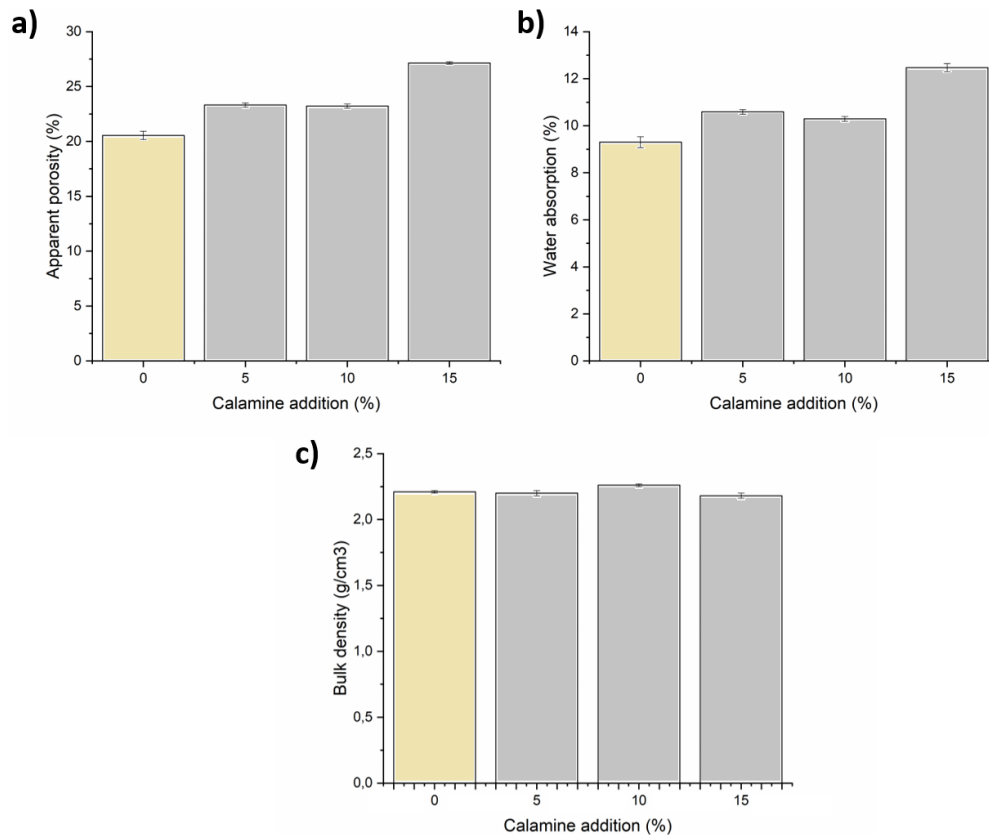 a)
Apparent porosity (%)
30
25
20
15
10
5
0
0 5 10 15
Calamine addition (%)
b)
Water absorption (%)
14
12
10
8
6
4
2
0
0 5 10 15
Calamine addition (%)
c)
Bulk density (g/cm3)
2,5
2,0
1,5
1,0
0,5
0,0
0 5 10 15
Calamine addition (%)